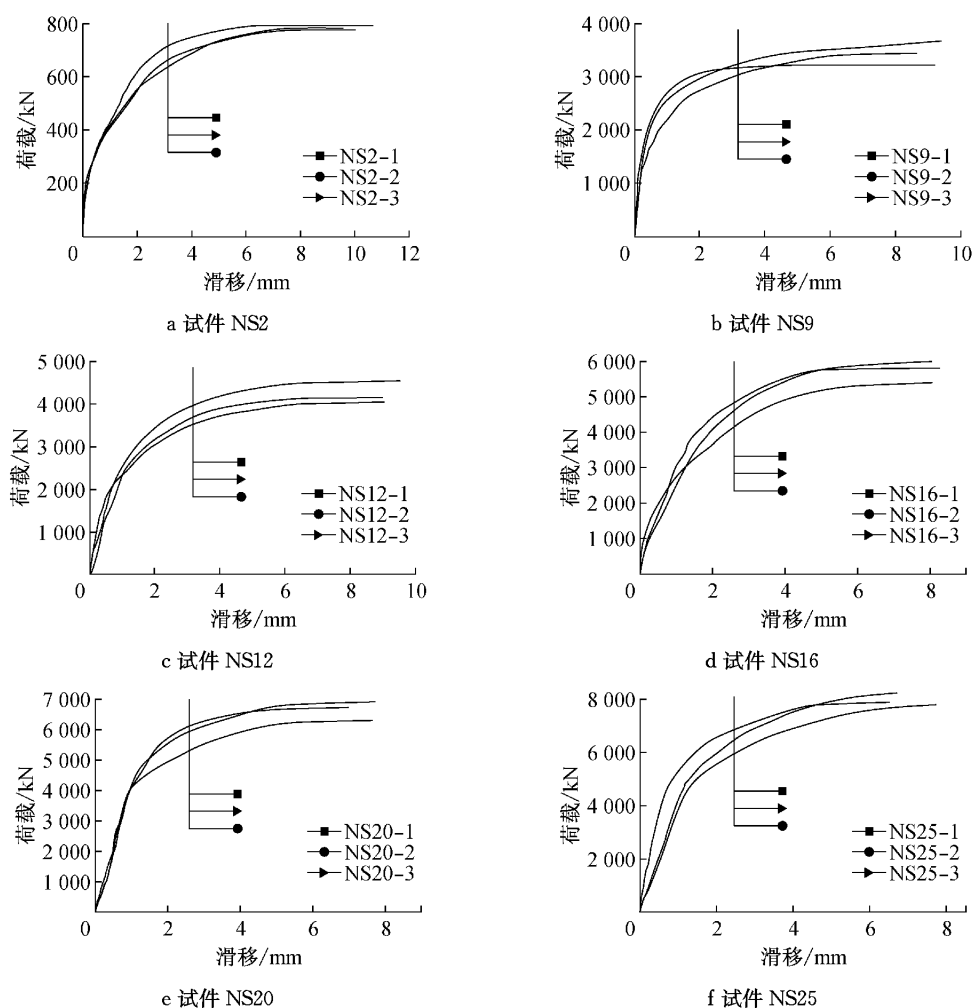 800
600
400
200
0
荷载/kN
2
4
6
8
10
12
滑移/mm
NS2-1
NS2-2
NS2-3
a 试件 NS2
4 000
3 000
2 000
1 000
0
荷载/kN
2
4
6
8
10
滑移/mm
NS9-1
NS9-2
NS9-3
b 试件 NS9
5 000
4 000
3 000
2 000
1 000
0
荷载/kN
2
4
6
8
10
滑移/mm
NS12-1
NS12-2
NS12-3
c 试件 NS12
6 000
5 000
4 000
3 000
2 000
1 000
0
荷载/kN
2
4
6
8
滑移/mm
NS16-1
NS16-2
NS16-3
d 试件 NS16
7 000
6 000
5 000
4 000
3 000
2 000
1 000
0
荷载/kN
2
4
6
8
滑移/mm
NS20-1
NS20-2
NS20-3
e 试件 NS20
8 000
6 000
4 000
2 000
0
荷载/kN
2
4
6
8
滑移/mm
NS25-1
NS25-2
NS25-3
f 试件 NS25